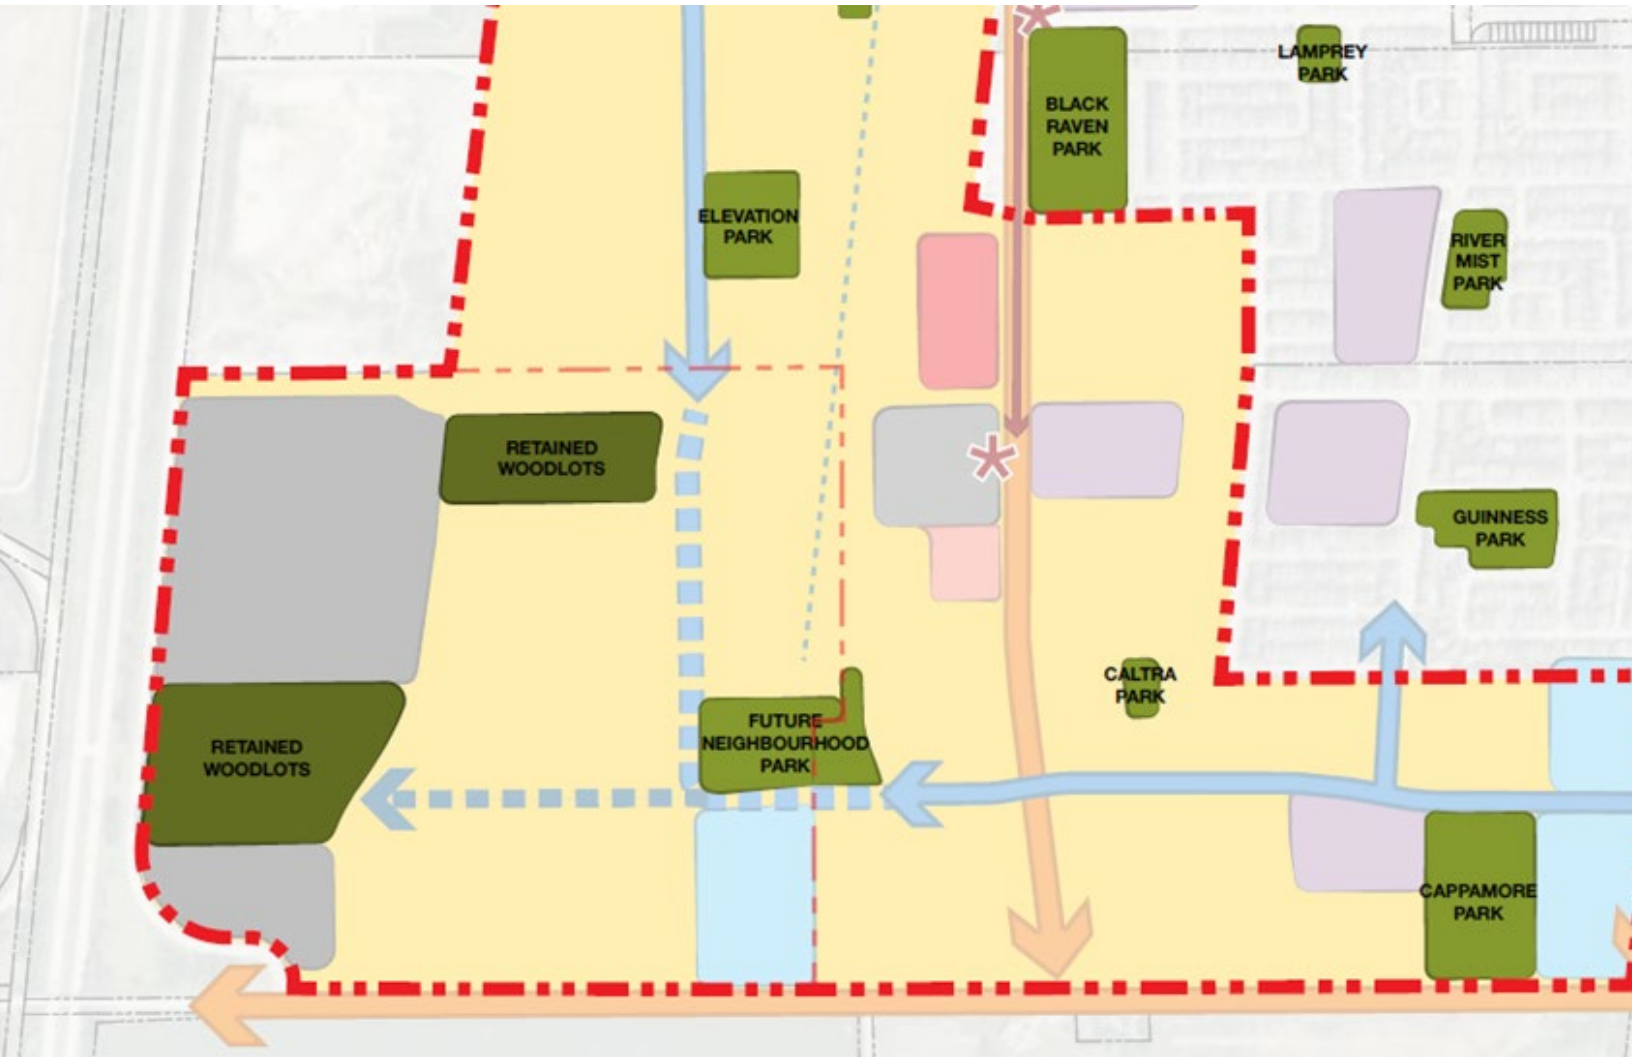 LAMPREY
PARK
BLACK
RAVEN
PARK
ELEVATION
PARK
RIVER
MIST
PARK
RETAINED
WOODLOTS
GUINNESS
PARK
CALTRA
PARK
FUTURE
NEIGHBOURHOOD
PARK
RETAINED
WOODLOTS
CAPPAMORE
PARK